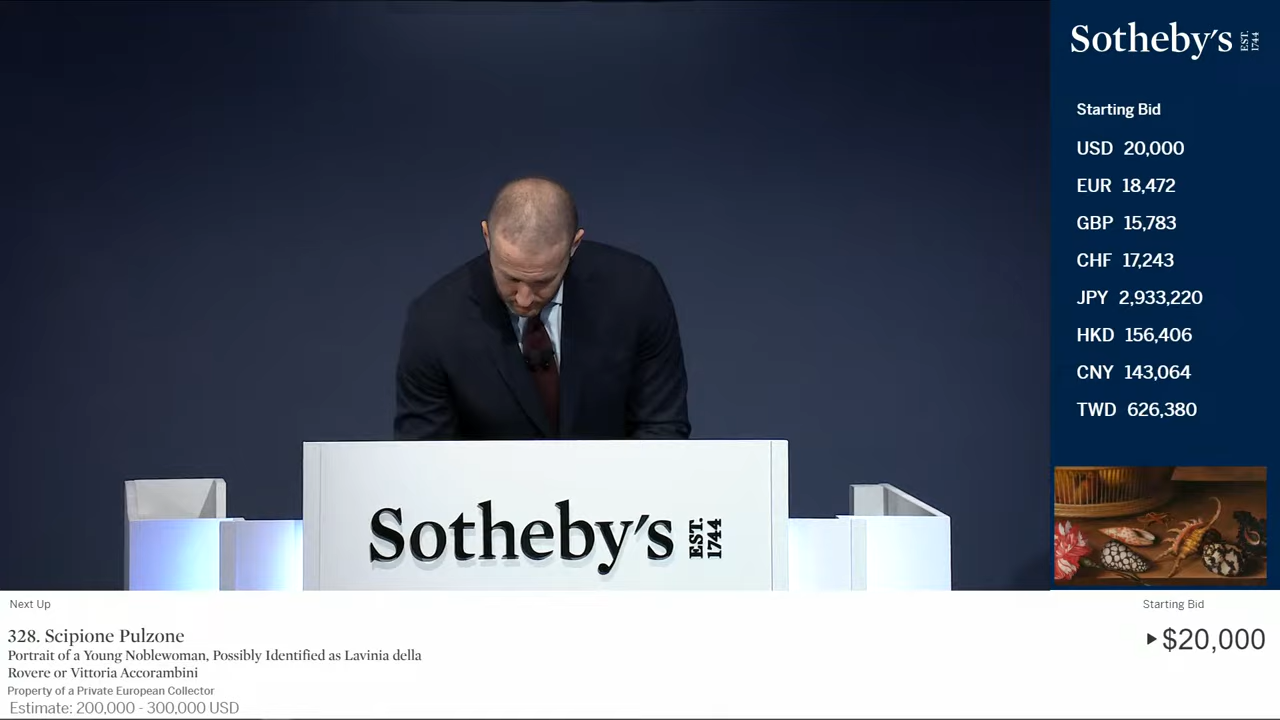 Sotheby's EST. 1744
Starting Bid
USD 20,000
EUR 18,472
GBP 15,783
CHF 17,243
JPY 2,933,220
HKD 156,406
CNY 143,064
TWD 626,380
Sotheby's EST. 1744
Next Up
328. Scipione Pulzone
Portrait of a Young Noblewoman, Possibly Identified as Lavinia della
Rovere or Vittoria Accorambini
Property of a Private European Collector
Estimate: 200,000 - 300,000 USD
Starting Bid
$20,000